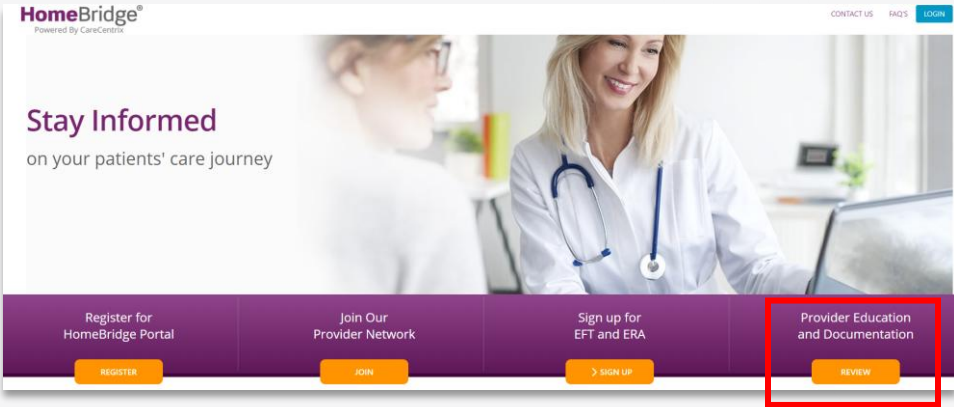 HomeBridge®
Powered By CareCentrix
CONTACT US FAQ'S LOGIN
Stay Informed
on your patients' care journey
Register for
HomeBridge Portal
REGISTER
Join Our
Provider Network
JOIN
Sign up for
EFT and ERA
> SIGN UP
Provider Education
and Documentation
REVIEW